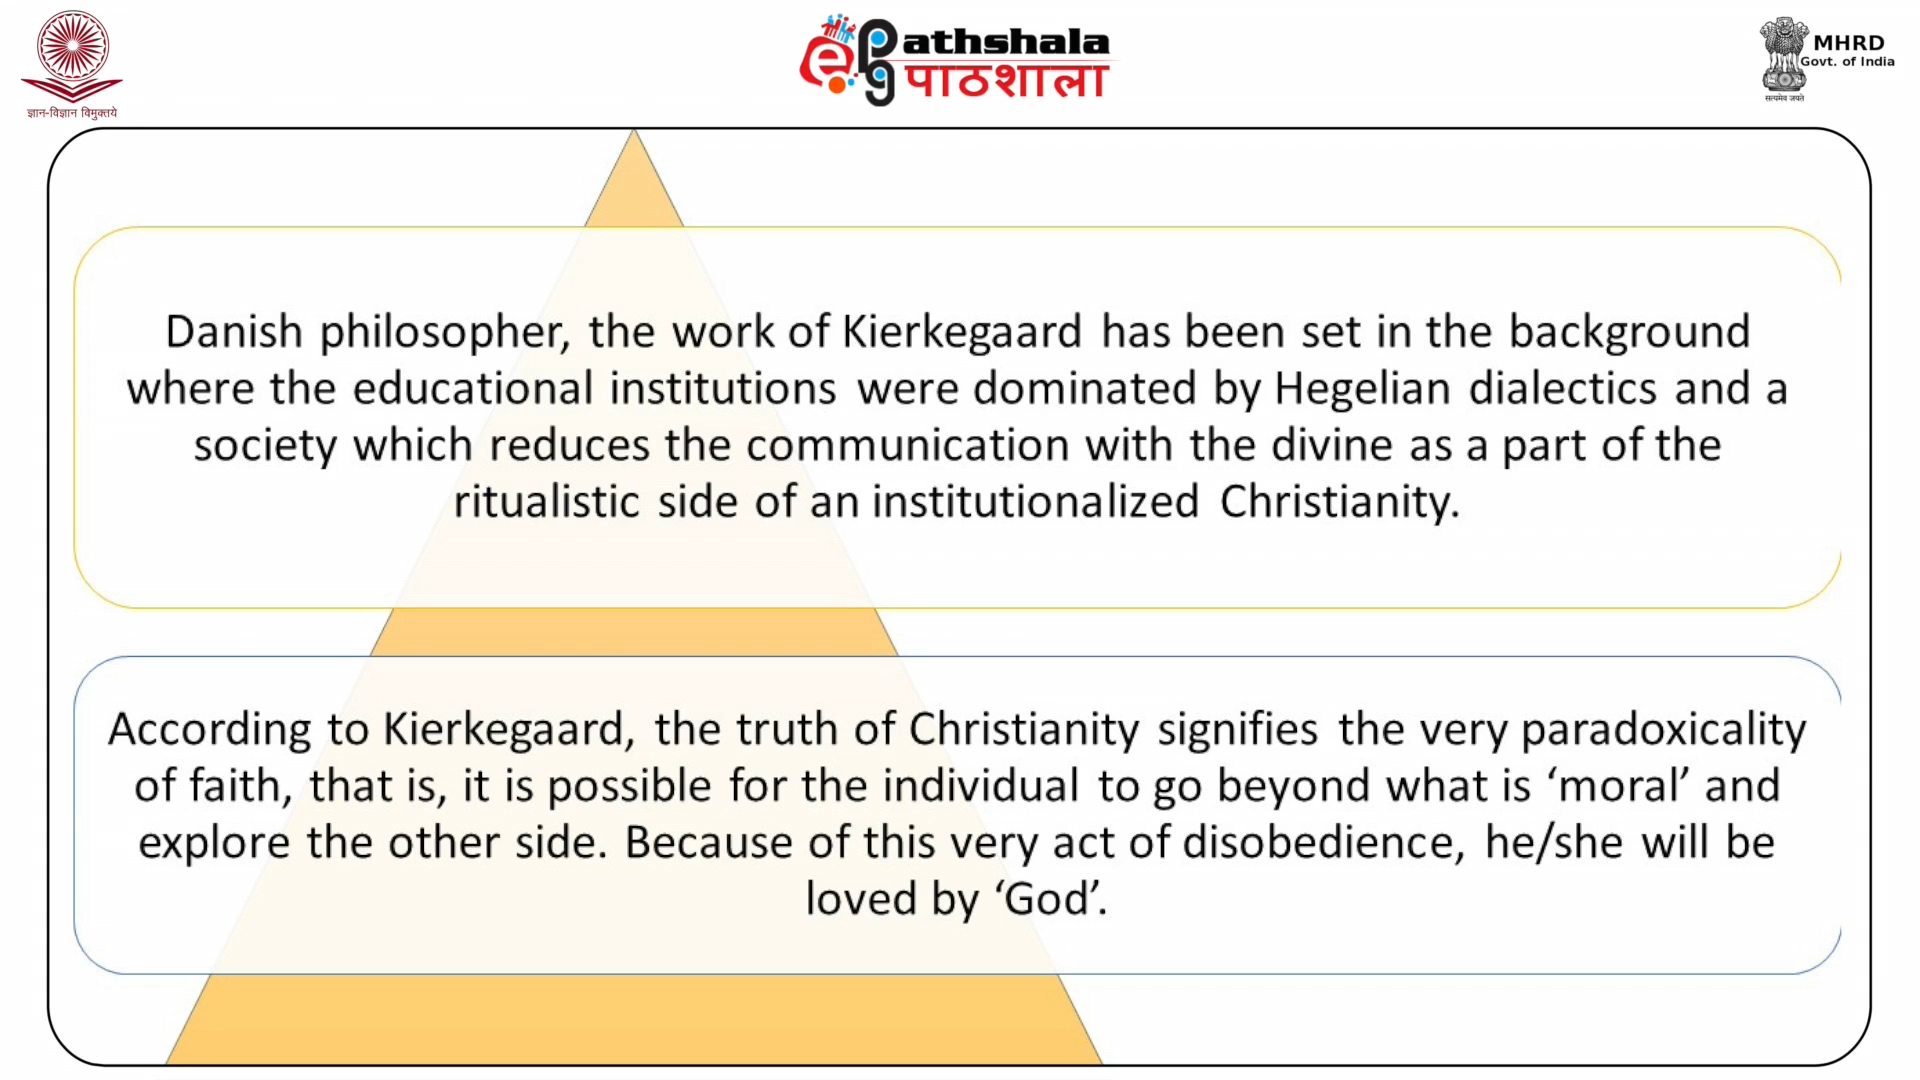 ज्ञान-विज्ञान विमुक्तये
ePG athshala
पाठशाला
MHRD
Govt. of India
सत्यमेव जयते
Danish philosopher, the work of Kierkegaard has been set in the background
where the educational institutions were dominated by Hegelian dialectics and a
society which reduces the communication with the divine as a part of the
ritualistic side of an institutionalized Christianity.
According to Kierkegaard, the truth of Christianity signifies the very paradoxicality
of faith, that is, it is possible for the individual to go beyond what is ‘moral’ and
explore the other side. Because of this very act of disobedience, he/she will be
loved by ‘God’.